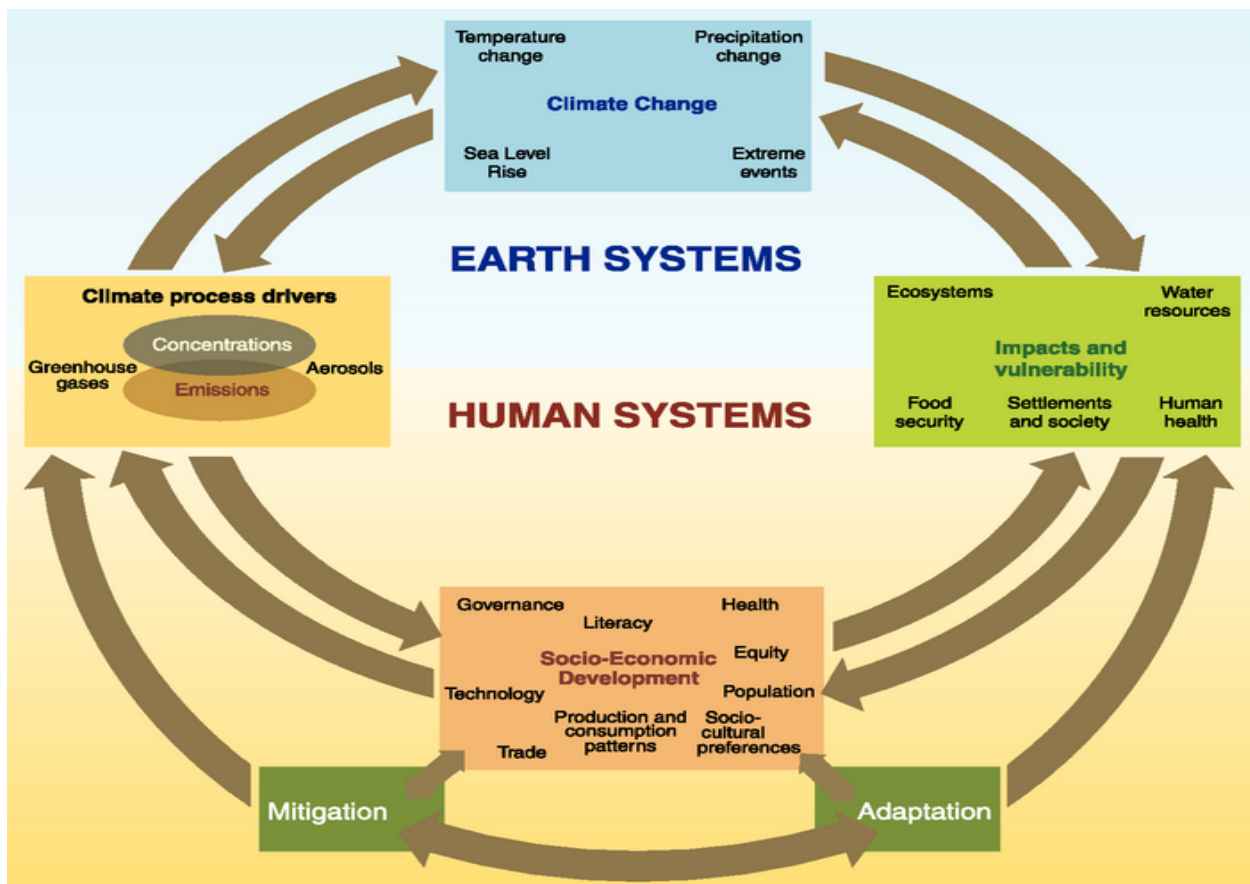 Temperature
change
Precipitation
change
Climate Change
Sea Level
Rise
Extreme
events
EARTH SYSTEMS
Climate process drivers
Concentrations
Greenhouse
gases
Aerosols
Emissions
Ecosystems
Water
resources
Impacts and
vulnerability
Food
security
Settlements
and society
Human
health
HUMAN SYSTEMS
Governance
Literacy
Health
Socio-Economic
Development
Equity
Technology
Population
Production and
consumption
patterns
Socio-
cultural
preferences
Trade
Mitigation
Adaptation